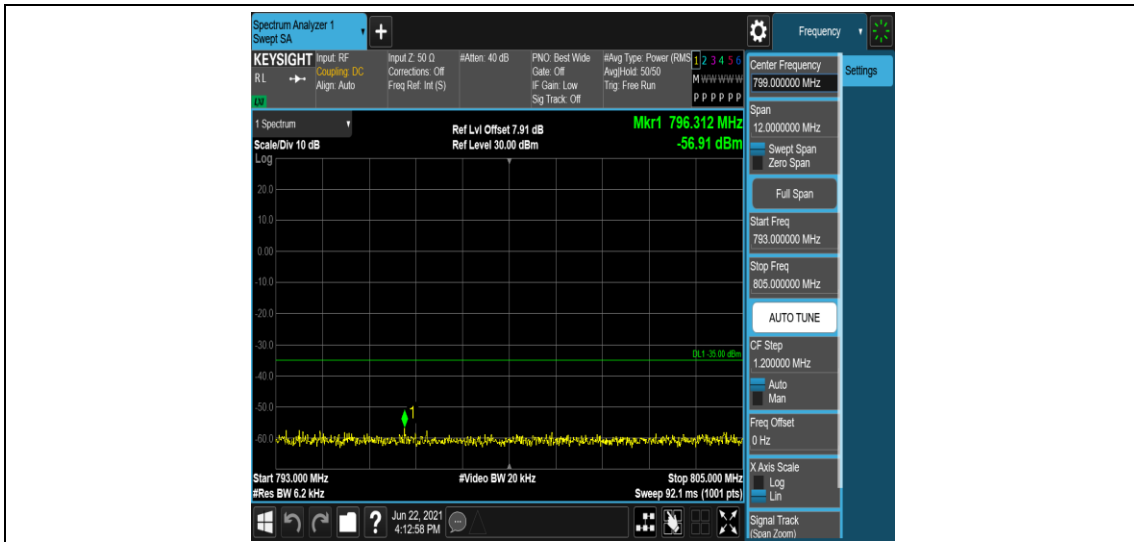 Spectrum Analyzer 1
Swept SA
+
Frequency
KEYSIGHT
RL
LXI
Input: RF
Coupling: DC
Align: Auto
Input Z: 50 Ω
Corrections: Off
Freq Ref: Int (S)
#Atten: 40 dB
PNO: Best Wide
Gate: Off
IF Gain: Low
Sig Track: Off
#Avg Type: Power (RMS
Avg|Hold: 50/50
Trig: Free Run
1 2 3 4 5 6
M W W W W W
P P P P P P
1 Spectrum
Scale/Div 10 dB
Ref Lvl Offset 7.91 dB
Ref Level 30.00 dBm
Mkr1 796.312 MHz
-56.91 dBm
Log
20.0
10.0
0.00
-10.0
-20.0
-30.0
DL1 -35.00 dBm
-40.0
-50.0
1
-60.0
Start 793.000 MHz
#Res BW 6.2 kHz
#Video BW 20 kHz
Stop 805.000 MHz
Sweep 92.1 ms (1001 pts)
?
Jun 22, 2021
4:12:58 PM
Center Frequency
799.000000 MHz
Settings
Span
12.0000000 MHz
Swept Span
Zero Span
Full Span
Start Freq
793.000000 MHz
Stop Freq
805.000000 MHz
AUTO TUNE
CF Step
1.200000 MHz
Auto
Man
Freq Offset
0 Hz
X Axis Scale
Log
Lin
Signal Track
(Span Zoom)